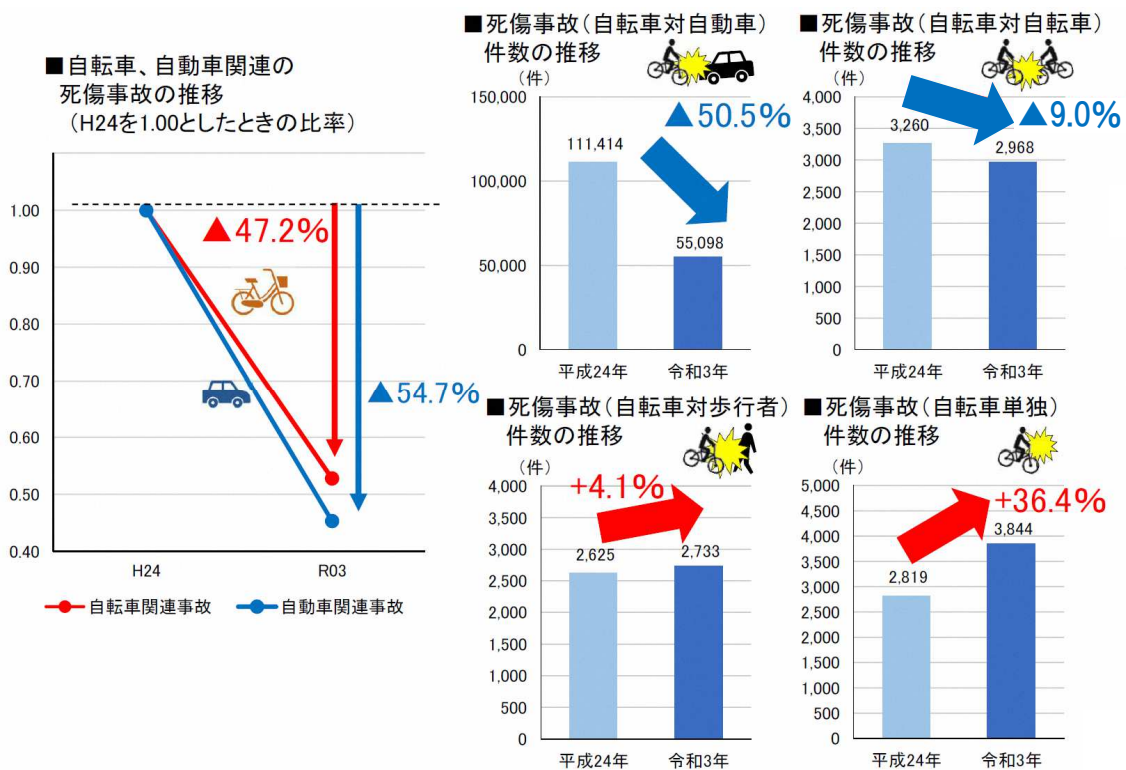 ■自転車、自動車関連の
死傷事故の推移
（H24を1.00としたときの比率）
1.00
0.90
0.80
0.70
0.60
0.50
0.40
▲47.2%
▲54.7%
H24
R03
自転車関連事故
自動車関連事故
■死傷事故（自転車対自動車）
件数の推移
（件）
150,000
100,000
50,000
0
111,414
55,098
▲50.5%
平成24年
令和3年
■死傷事故（自転車対自転車）
件数の推移
（件）
4,000
3,500
3,000
2,500
2,000
1,500
1,000
500
0
3,260
2,968
▲9.0%
平成24年
令和3年
■死傷事故（自転車対歩行者）
件数の推移
（件）
4,000
3,500
3,000
2,500
2,000
1,500
1,000
500
0
+4.1%
2,625
2,733
平成24年
令和3年
■死傷事故（自転車単独）
件数の推移
（件）
5,000
4,500
4,000
3,500
3,000
2,500
2,000
1,500
1,000
500
0
+36.4%
2,819
3,844
平成24年
令和3年